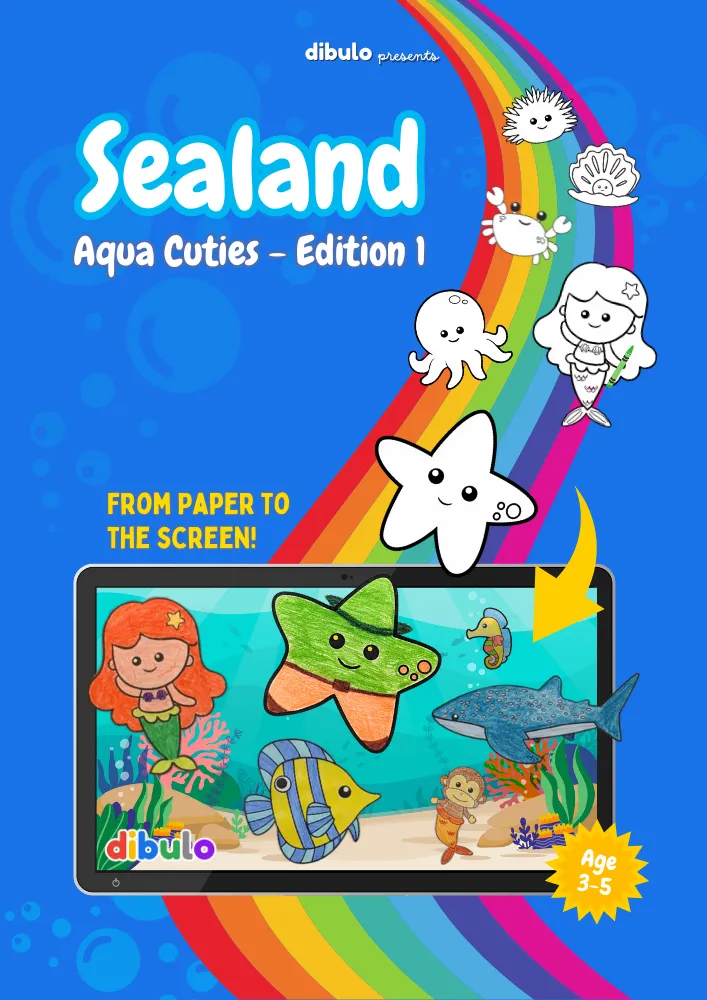 dibulo presents
Sealand
Aqua Cuties – Edition 1
FROM PAPER TO
THE SCREEN!
dibulo
Age
3-5